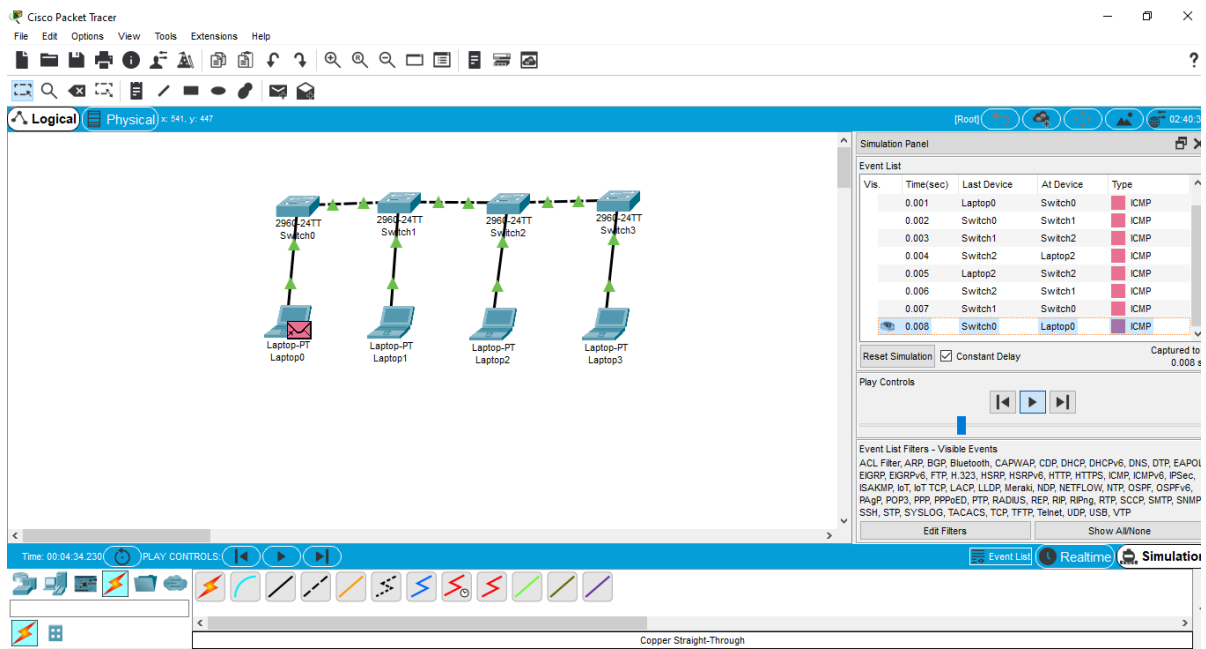 Cisco Packet Tracer
File Edit Options View Tools Extensions Help
?
Logical Physical x: 541, y: 447 [Root] 02:40:3
Simulation Panel
Event List
Vis. Time(sec) Last Device At Device Type
0.001 Laptop0 Switch0 ICMP
0.002 Switch0 Switch1 ICMP
0.003 Switch1 Switch2 ICMP
0.004 Switch2 Laptop2 ICMP
0.005 Laptop2 Switch2 ICMP
0.006 Switch2 Switch1 ICMP
0.007 Switch1 Switch0 ICMP
0.008 Switch0 Laptop0 ICMP
Reset Simulation Constant Delay Captured to
0.008 s
Play Controls
Event List Filters - Visible Events
ACL Filter, ARP, BGP, Bluetooth, CAPWAP, CDP, DHCP, DHCPv6, DNS, DTP, EAPOL
EIGRP, EIGRPv6, FTP, H.323, HSRP, HSRPv6, HTTP, HTTPS, ICMP, ICMPv6, IPSec,
ISAKMP, IoT, IoT TCP, LACP, LLDP, Meraki, NDP, NETFLOW, NTP, OSPF, OSPFv6,
PAgP, POP3, PPP, PPPoED, PTP, RADIUS, REP, RIP, RIPng, RTP, SCCP, SMTP, SNMP
SSH, STP, SYSLOG, TACACS, TCP, TFTP, Telnet, UDP, USB, VTP
Edit Filters Show All/None
2960-24TT
Switch0
2960-24TT
Switch1
2960-24TT
Switch2
2960-24TT
Switch3
Laptop-PT
Laptop0
Laptop-PT
Laptop1
Laptop-PT
Laptop2
Laptop-PT
Laptop3
Time: 00:04:34.230 PLAY CONTROLS: Event List Realtime Simulation
Copper Straight-Through